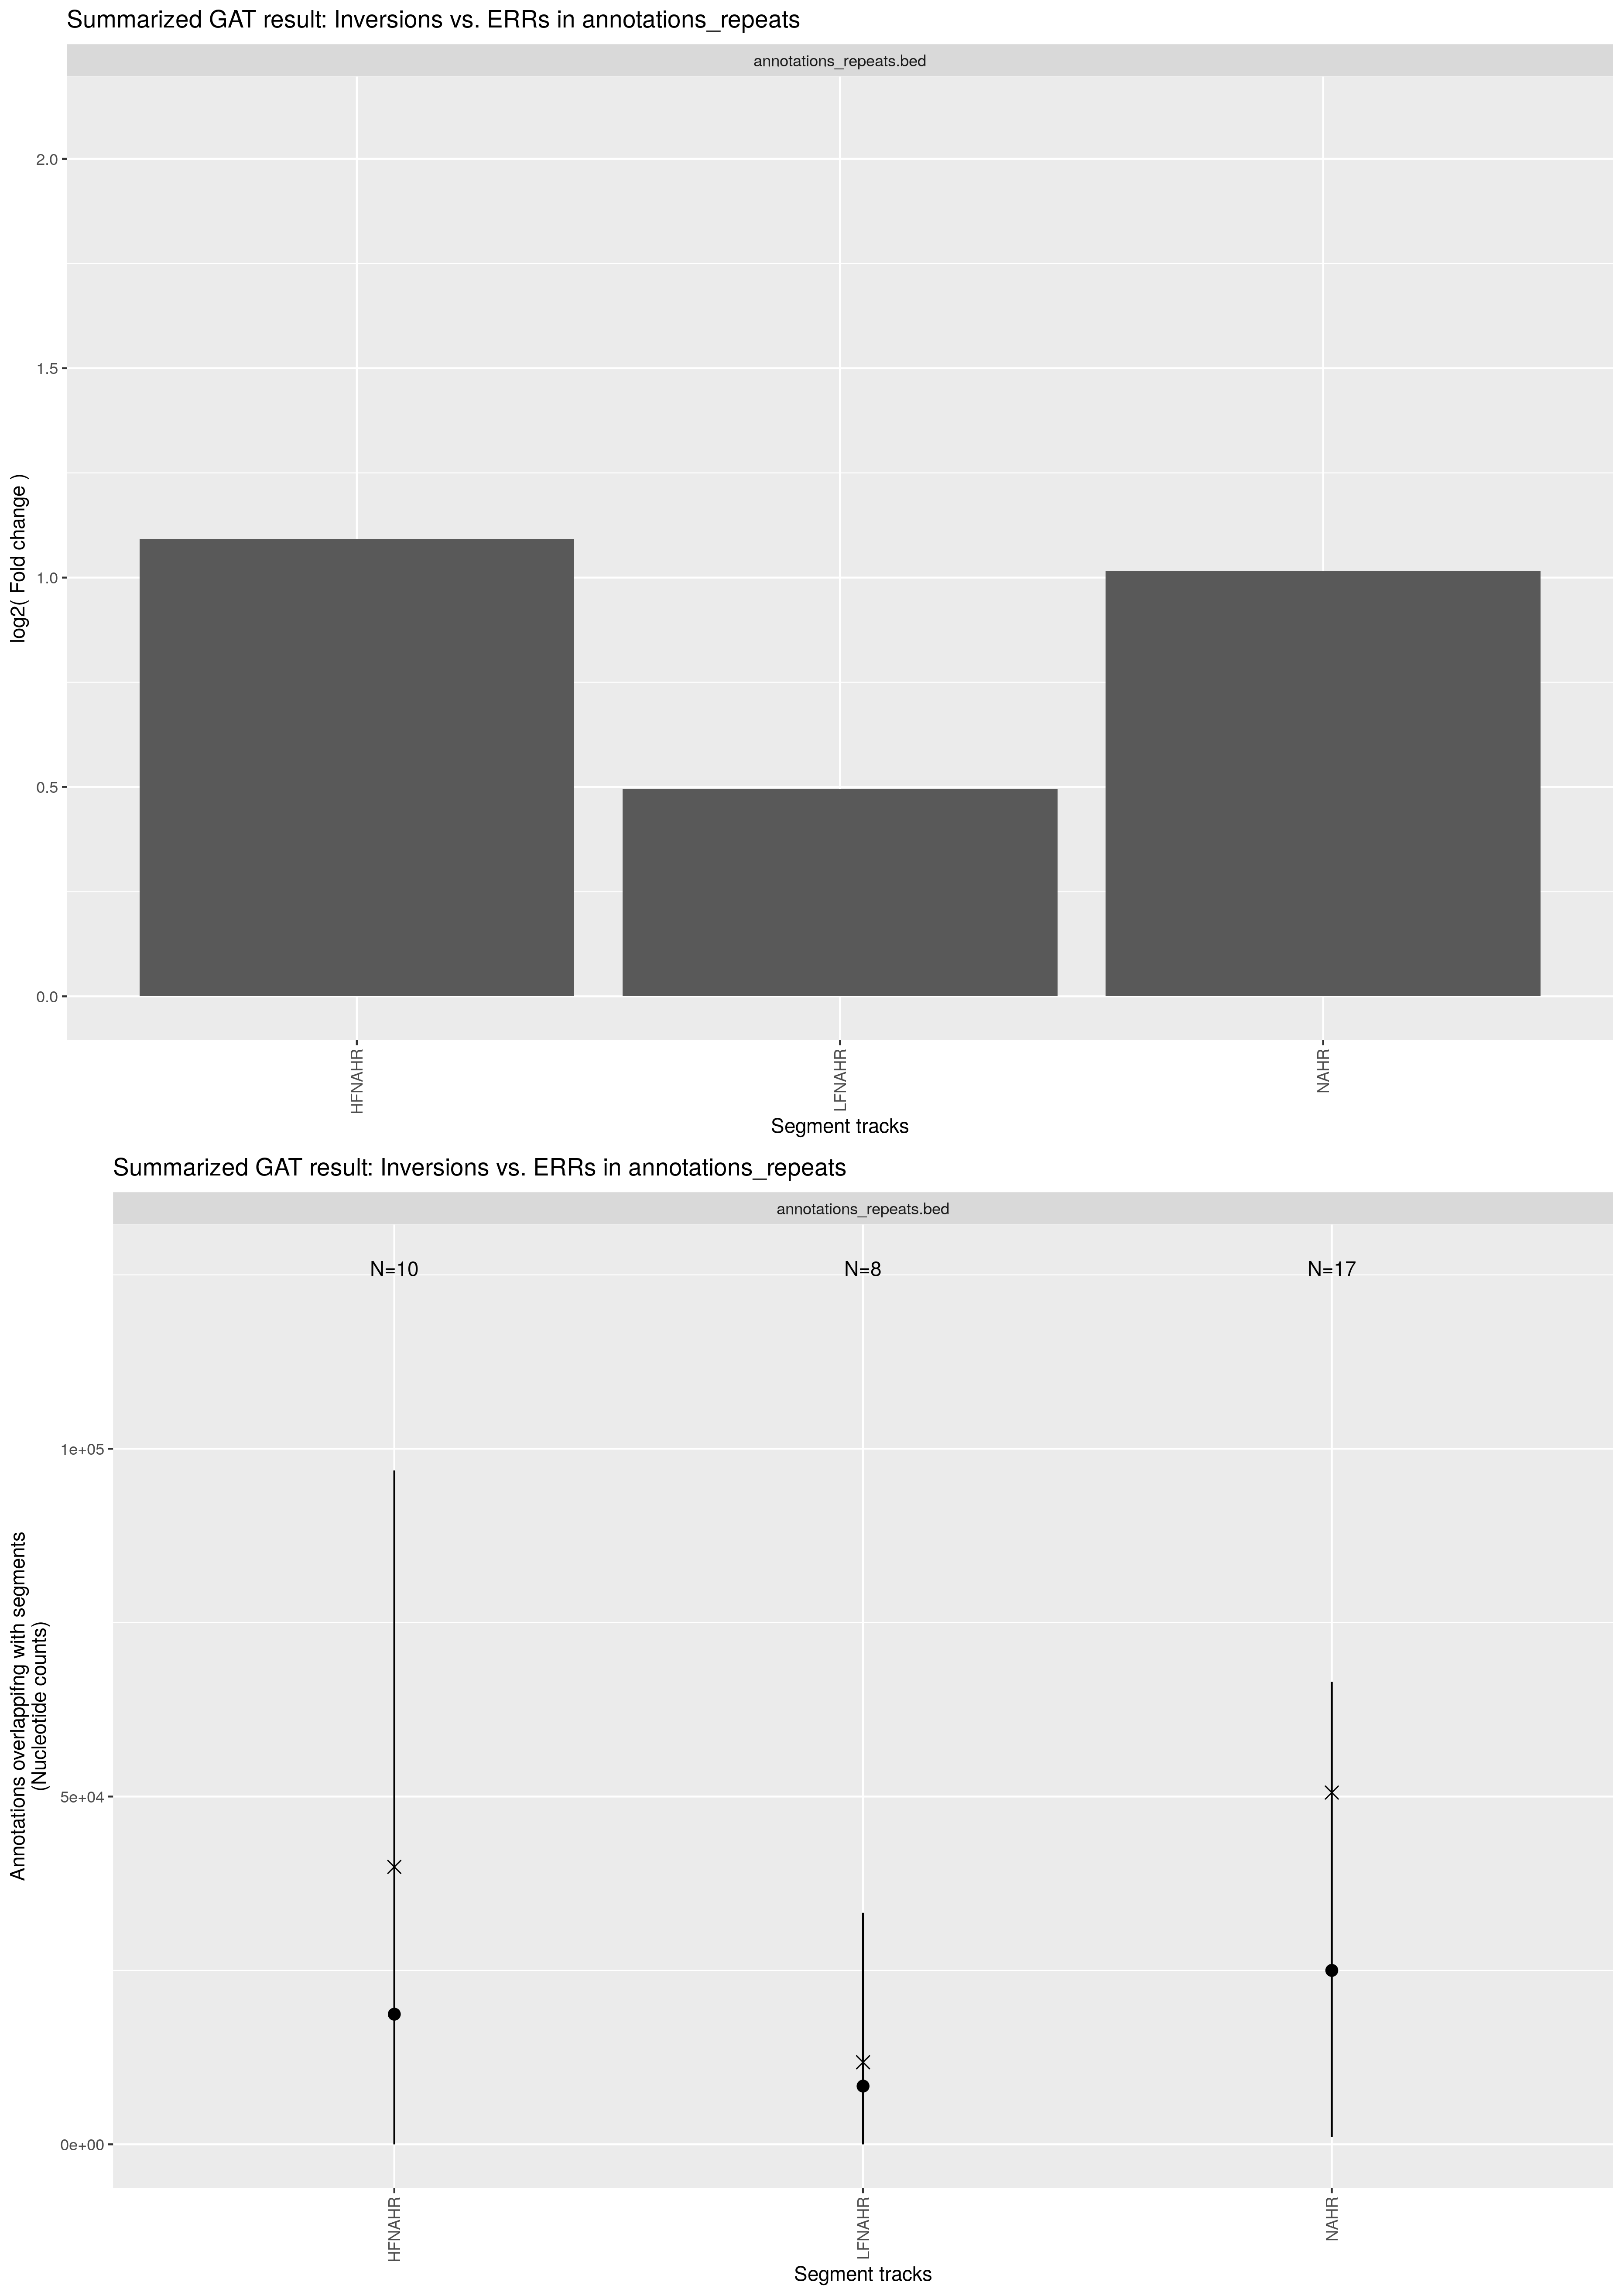 Summarized GAT result: Inversions vs. ERRs in annotations_repeats
annotations_repeats.bed
2.0
1.5
1.0
0.5
0.0
log2( Fold change )
HFNAHR
LFNAHR
NAHR
Segment tracks
Summarized GAT result: Inversions vs. ERRs in annotations_repeats
annotations_repeats.bed
N=10
N=8
N=17
1e+05
5e+04
0e+00
Annotations overlappifng with segments
(Nucleotide counts)
HFNAHR
LFNAHR
NAHR
Segment tracks